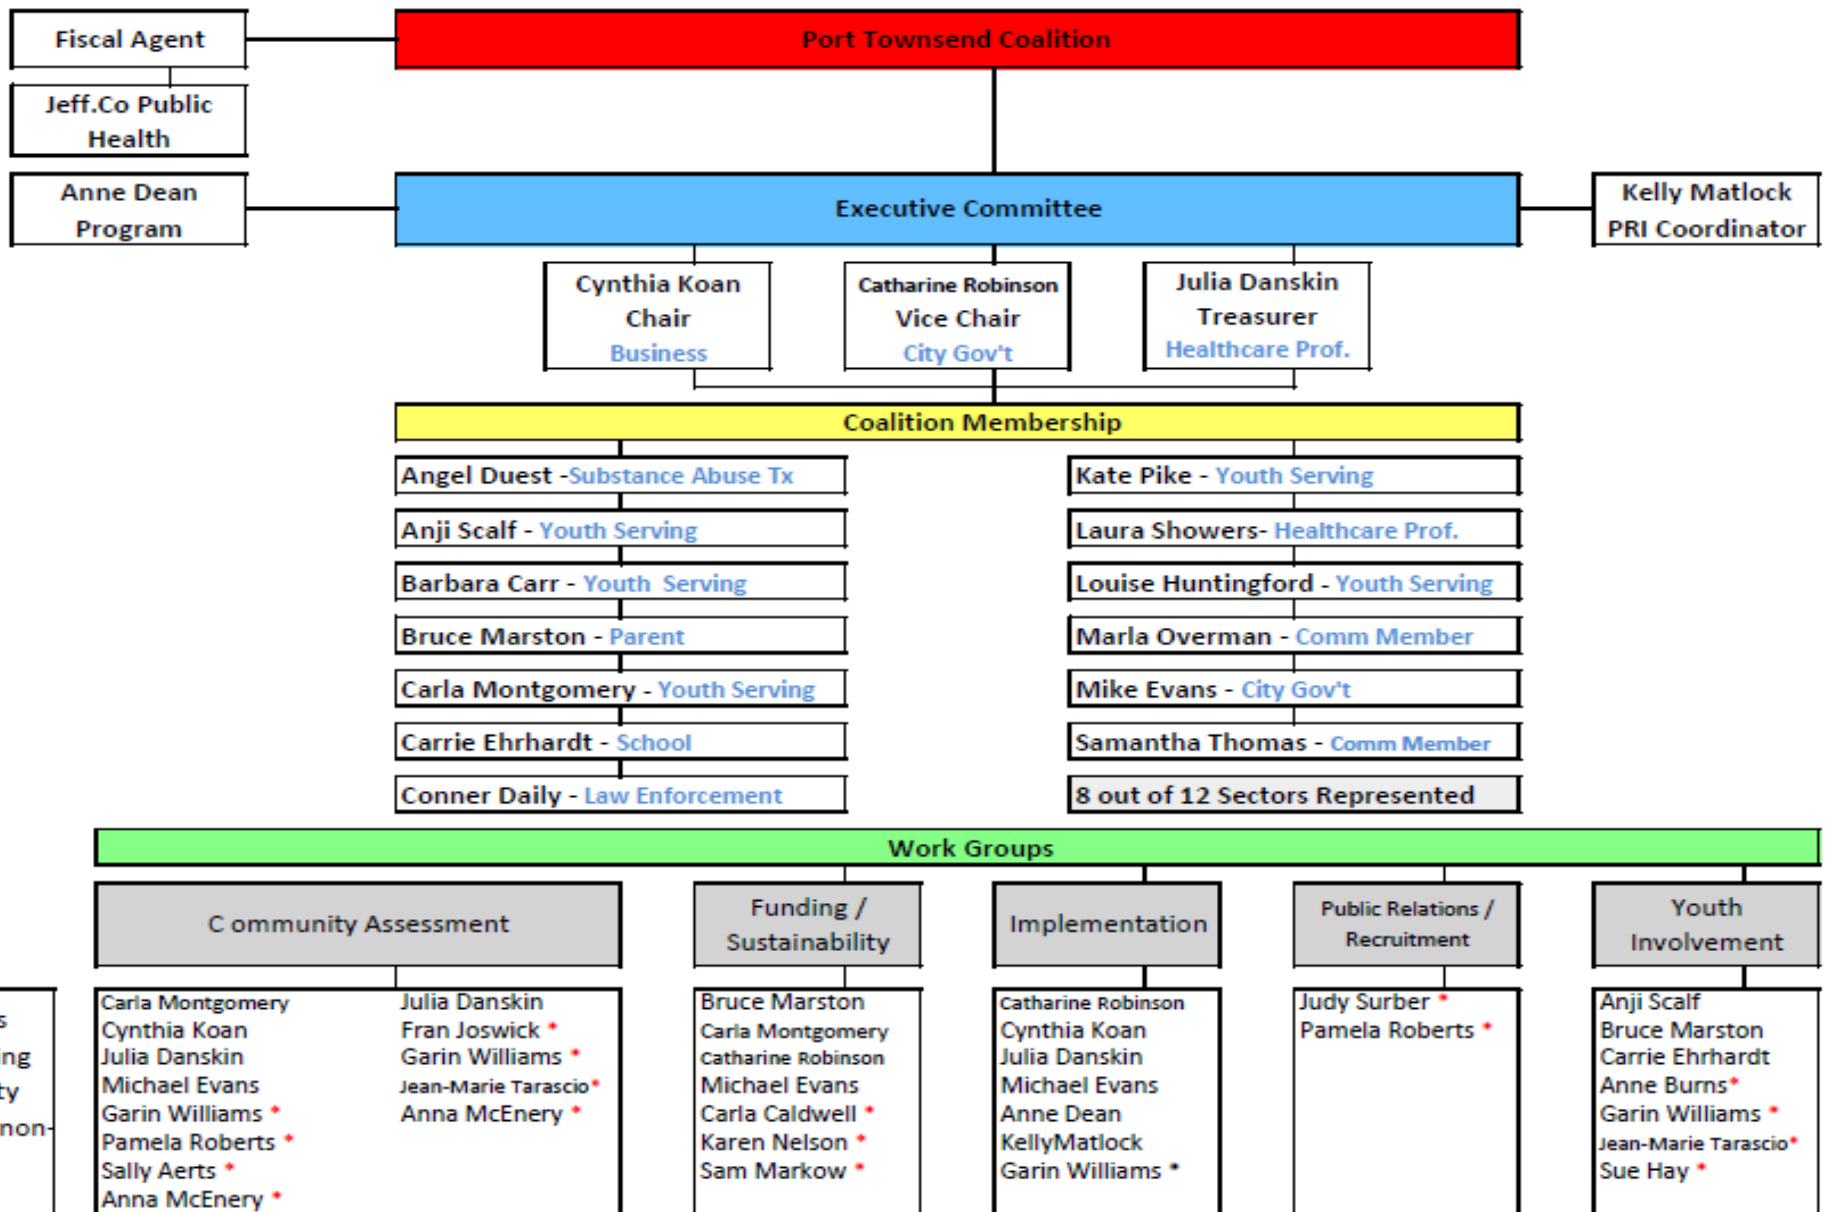 Fiscal Agent
Port Townsend Coalition
Jeff.Co Public
Health
Anne Dean
Program
Executive Committee
Kelly Matlock
PRI Coordinator
Cynthia Koan
Chair
Business
Catharine Robinson
Vice Chair
City Gov't
Julia Danskin
Treasurer
Healthcare Prof.
Coalition Membership
Angel Duest -Substance Abuse Tx
Anji Scalf - Youth Serving
Barbara Carr - Youth  Serving
Bruce Marston - Parent
Carla Montgomery - Youth Serving
Carrie Ehrhardt - School
Conner Daily - Law Enforcement
Kate Pike - Youth Serving
Laura Showers- Healthcare Prof.
Louise Huntingford - Youth Serving
Marla Overman - Comm Member
Mike Evans - City Gov't
Samantha Thomas - Comm Member
8 out of 12 Sectors Represented
Work Groups
C ommunity Assessment
Funding /
Sustainability
Implementation
Public Relations /
Recruitment
Youth
Involvement
s
ing
ty
non-
Carla Montgomery
Cynthia Koan
Julia Danskin
Michael Evans
Garin Williams *
Pamela Roberts *
Sally Aerts *
Anna McEnery *
Julia Danskin
Fran Joswick *
Garin Williams *
Jean-Marie Tarascio*
Anna McEnery *
Bruce Marston
Carla Montgomery
Catharine Robinson
Michael Evans
Carla Caldwell *
Karen Nelson *
Sam Markow *
Catharine Robinson
Cynthia Koan
Julia Danskin
Michael Evans
Anne Dean
KellyMatlock
Garin Williams *
Judy Surber *
Pamela Roberts *
Anji Scalf
Bruce Marston
Carrie Ehrhardt
Anne Burns*
Garin Williams *
Jean-Marie Tarascio*
Sue Hay *